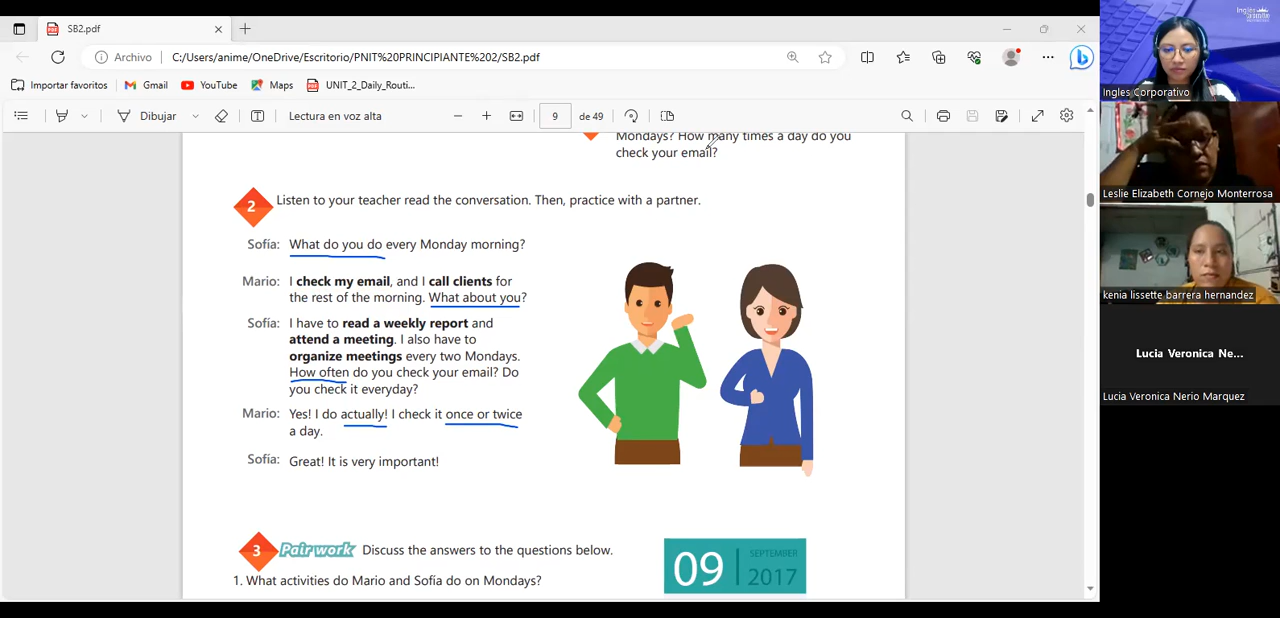 SB2.pdf
Archivo
C:/Users/anime/OneDrive/Escritorio/PNIT%20PRINCIPIANTE%202/SB2.pdf
Importar favoritos
Gmail
YouTube
Maps
UNIT_2_Daily_Routi...
Dibujar
Lectura en voz alta
9
de 49
Mondays? How many times a day do you
check your email?
2
Listen to your teacher read the conversation. Then, practice with a partner.
Sofía: What do you do every Monday morning?
Mario: I check my email, and I call clients for
the rest of the morning. What about you?
Sofía: I have to read a weekly report and
attend a meeting. I also have to
organize meetings every two Mondays.
How often do you check your email? Do
you check it everyday?
Mario: Yes! I do actually! I check it once or twice
a day.
Sofía: Great! It is very important!
3
Pair work
Discuss the answers to the questions below.
09
SEPTEMBER
2017
1. What activities do Mario and Sofía do on Mondays?
Ingles Corporativo
Leslie Elizabeth Cornejo Monterrosa
kenia lissette barrera hernandez
Lucia Veronica Ne...
Lucia Veronica Nerio Marquez